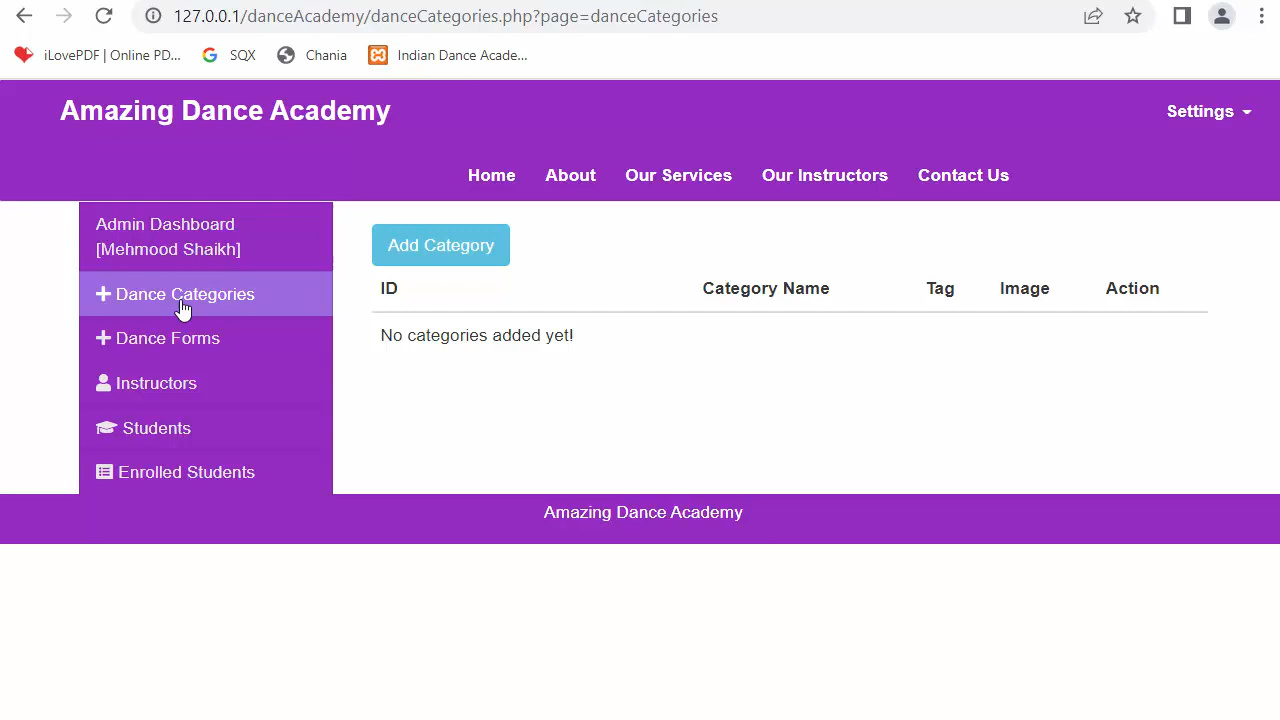 127.0.0.1/danceAcademy/danceCategories.php?page=danceCategories
iLovePDF | Online PD... SQX Chania Indian Dance Acade...
Amazing Dance Academy Settings
Home About Our Services Our Instructors Contact Us
Admin Dashboard
[Mehmood Shaikh]
Dance Categories
Dance Forms
Instructors
Students
Enrolled Students
Add Category
ID Category Name Tag Image Action
No categories added yet!
Amazing Dance Academy